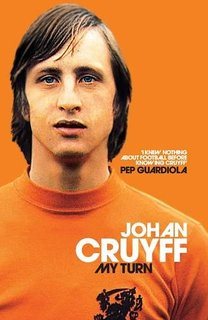 'I KNEW NOTHING
ABOUT FOOTBALL BEFORE
KNOWING CRUYFF'
PEP GUARDIOLA
JOHAN
CRUYFF
MY TURN